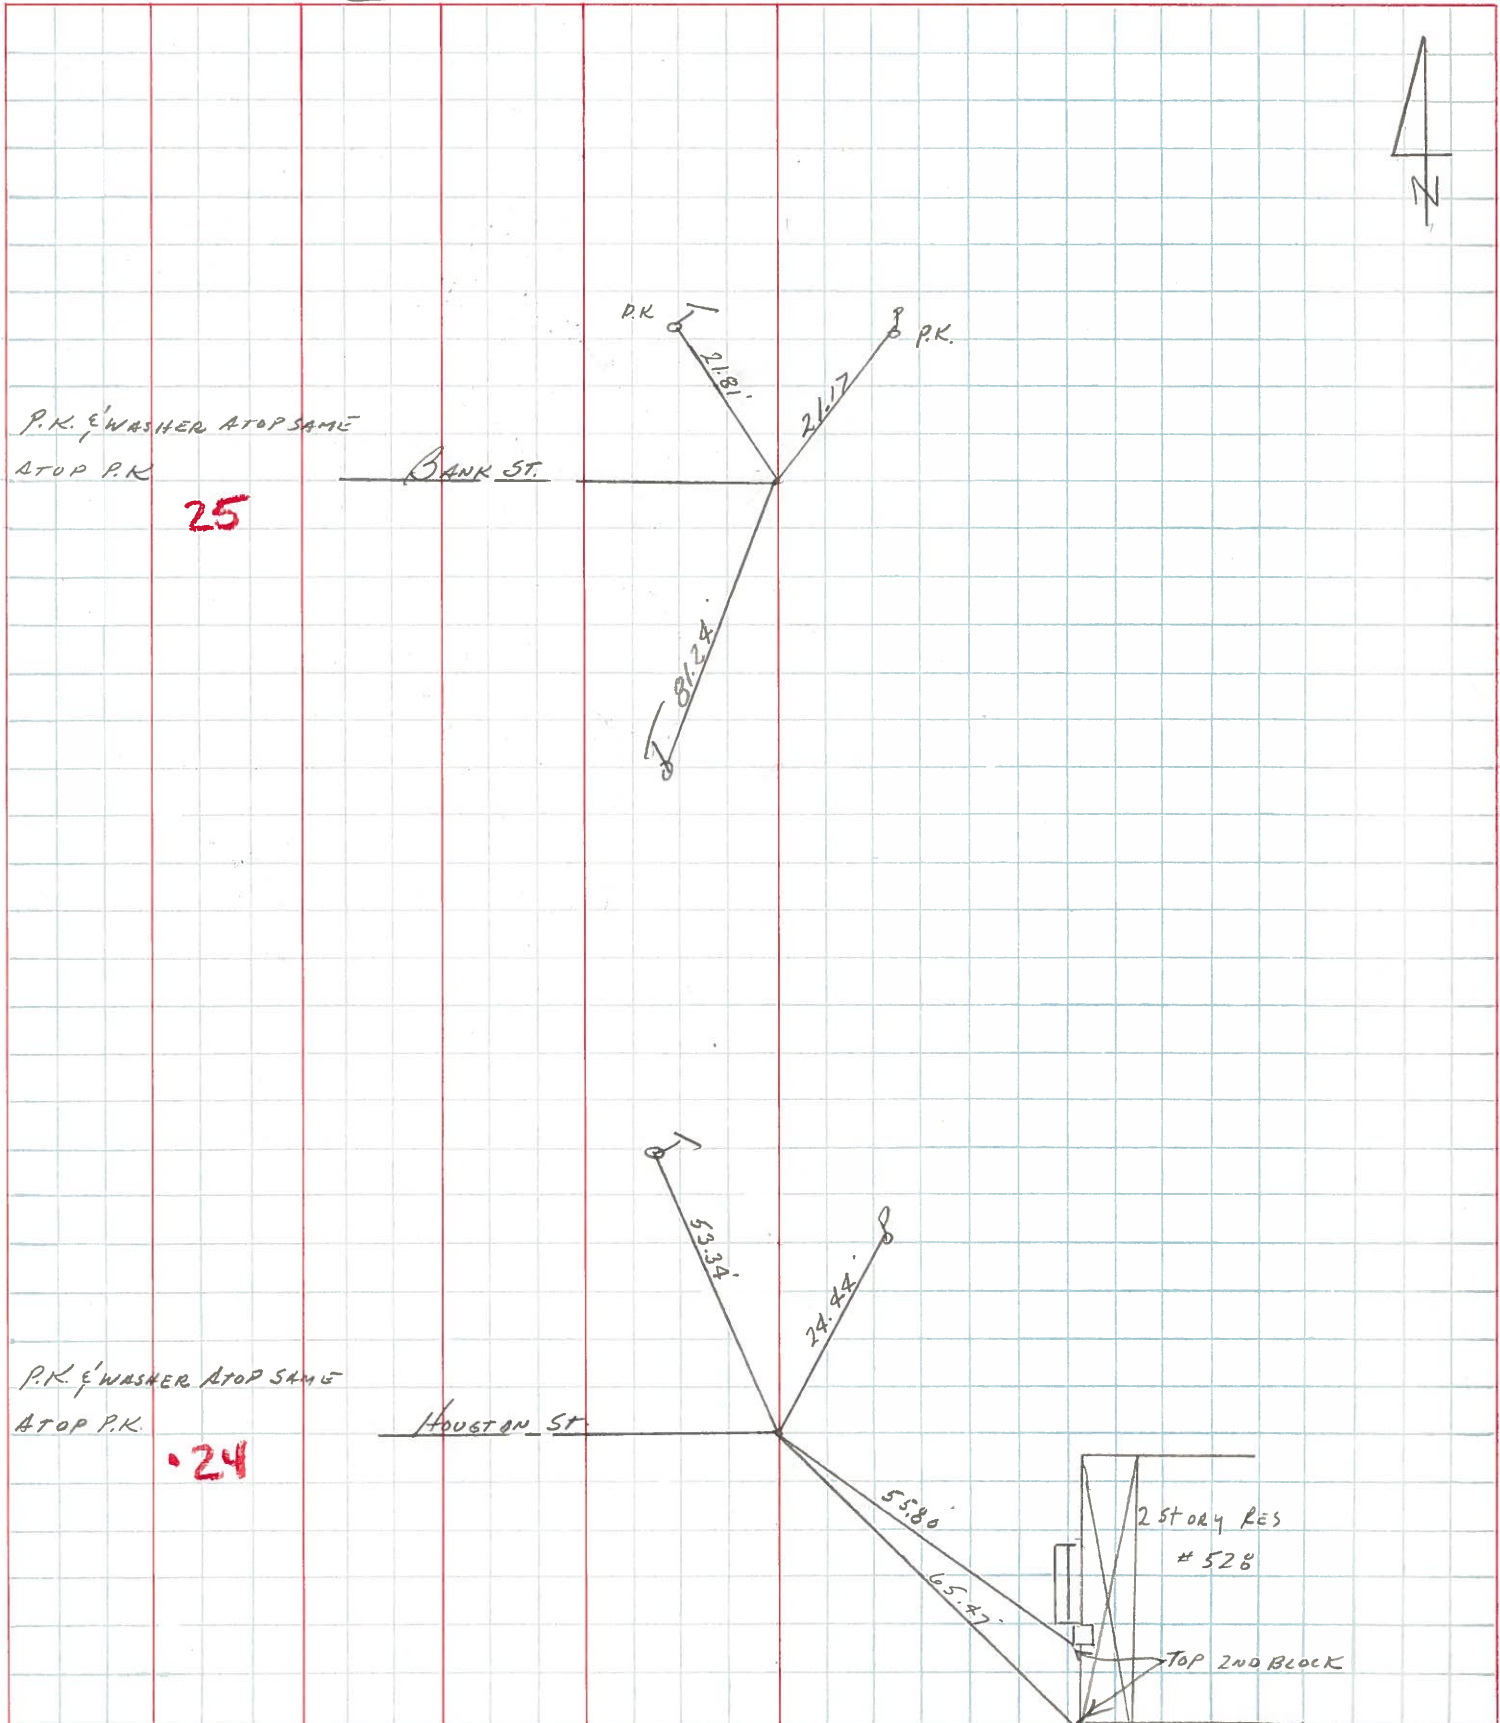 N
P.K.
P.K.
21.81'
21.17
P.K. & WASHER ATOP SAME
ATOP P.K
BANK ST.
25
81.24'
53.34'
24.44'
P.K. & WASHER ATOP SAME
ATOP P.K.
HOUSTON ST
24
55.80'
2 STORY RES
# 528
65.47'
TOP 2ND BLOCK